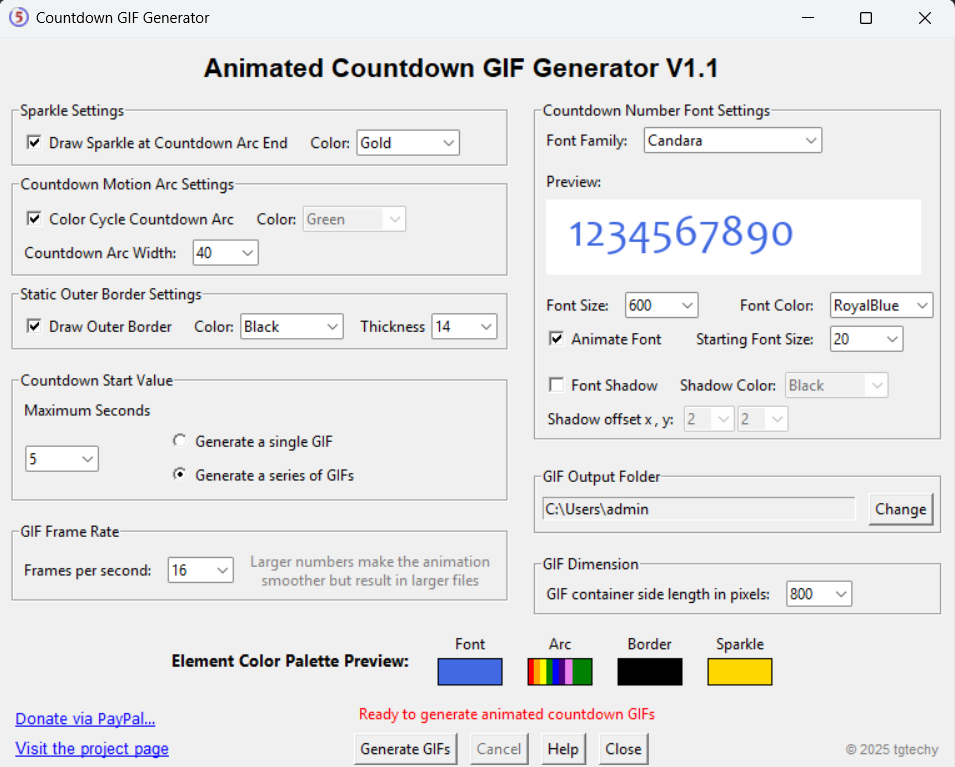 5 Countdown GIF Generator
Animated Countdown GIF Generator V1.1
Sparkle Settings
Draw Sparkle at Countdown Arc End Color: Gold
Countdown Motion Arc Settings
Color Cycle Countdown Arc Color: Green
Countdown Arc Width: 40
Static Outer Border Settings
Draw Outer Border Color: Black Thickness 14
Countdown Start Value
Maximum Seconds
5
Generate a single GIF
Generate a series of GIFs
GIF Frame Rate
Frames per second: 16
Larger numbers make the animation
smoother but result in larger files
Countdown Number Font Settings
Font Family: Candara
Preview:
1234567890
Font Size: 600 Font Color: RoyalBlue
Animate Font Starting Font Size: 20
Font Shadow Shadow Color: Black
Shadow offset x , y: 2 2
GIF Output Folder
C:\Users\admin Change
GIF Dimension
GIF container side length in pixels: 800
Element Color Palette Preview:
Font Arc Border Sparkle
Ready to generate animated countdown GIFs
Donate via PayPal...
Visit the project page
Generate GIFs Cancel Help Close
© 2025 tgtechy